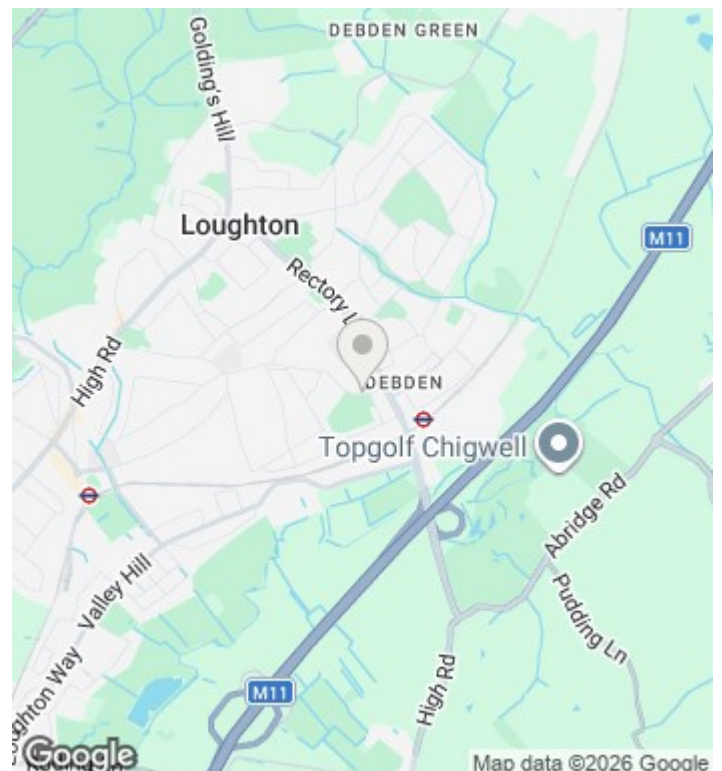 DEBDEN GREEN
Golding's Hill
Loughton
M11
Rectory L
High Rd
DEBDEN
Topgolf Chigwell
Abridge Rd
Valley Hill
Pudding Ln
High Rd
M11
oughton Way
Google
Map data ©2026 Google